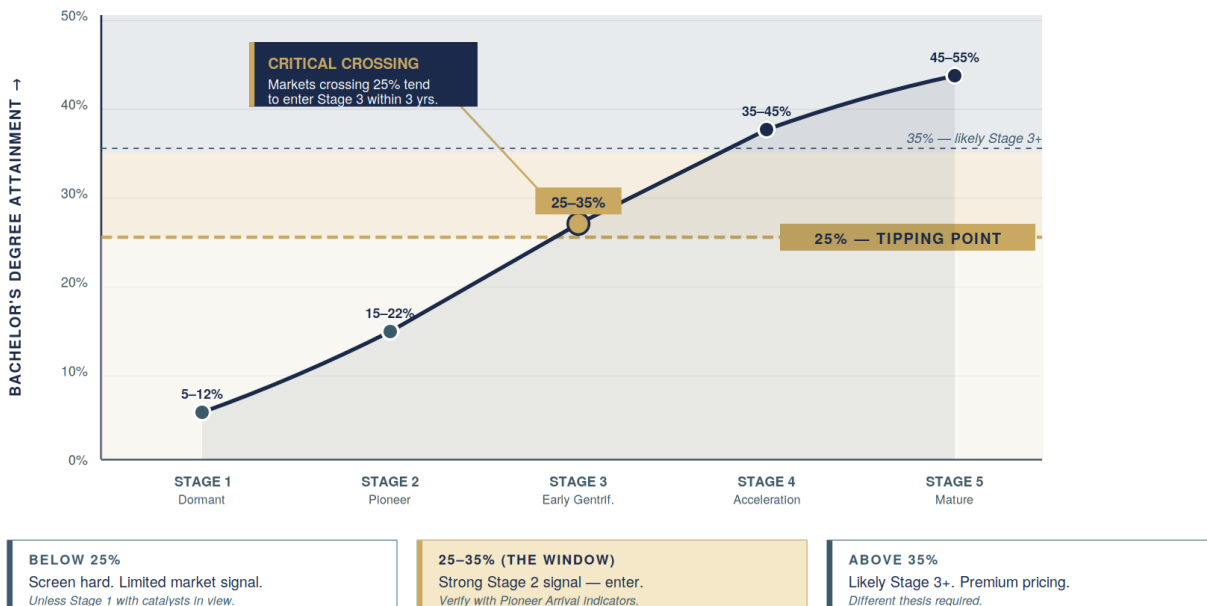 BACHELOR'S DEGREE ATTAINMENT →
50%
40%
30%
20%
10%
0%
CRITICAL CROSSING
Markets crossing 25% tend
to enter Stage 3 within 3 yrs.
45–55%
35–45%
35% — likely Stage 3+
25–35%
25% — TIPPING POINT
15–22%
5–12%
STAGE 1
Dormant
STAGE 2
Pioneer
STAGE 3
Early Gentrif.
STAGE 4
Acceleration
STAGE 5
Mature
BELOW 25%
Screen hard. Limited market signal.
Unless Stage 1 with catalysts in view.
25–35% (THE WINDOW)
Strong Stage 2 signal — enter.
Verify with Pioneer Arrival indicators.
ABOVE 35%
Likely Stage 3+. Premium pricing.
Different thesis required.